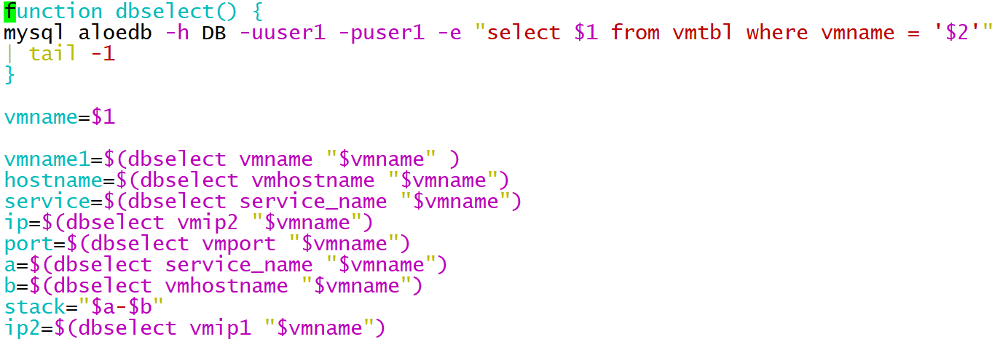 function dbselect() {
mysql aloedb -h DB -uuser1 -puser1 -e "select $1 from vmtbl where vmname = '$2'"
| tail -1
}
vmname=$1
vmname1=$(dbselect vmname "$vmname" )
hostname=$(dbselect vmhostname "$vmname")
service=$(dbselect service_name "$vmname")
ip=$(dbselect vmip2 "$vmname")
port=$(dbselect vmport "$vmname")
a=$(dbselect service_name "$vmname")
b=$(dbselect vmhostname "$vmname")
stack="$a-$b"
ip2=$(dbselect vmip1 "$vmname")